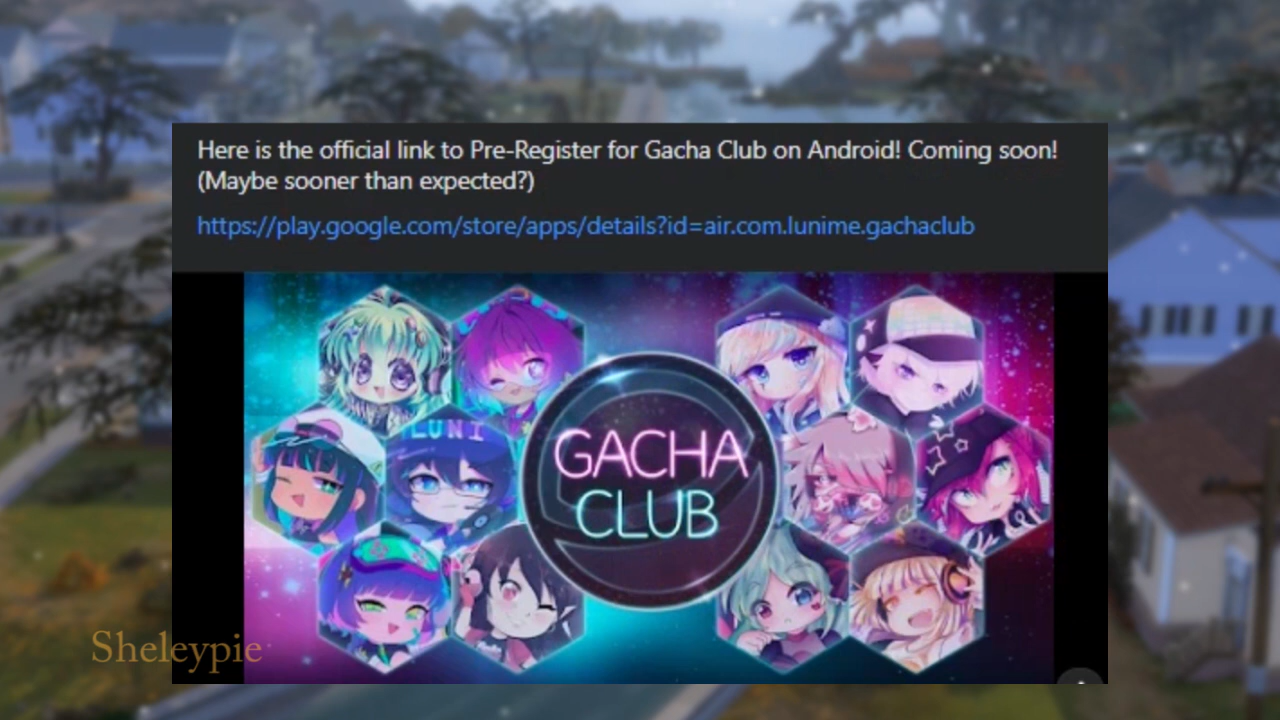 Here is the official link to Pre-Register for Gacha Club on Android! Coming soon!
(Maybe sooner than expected?)
https://play.google.com/store/apps/details?id=air.com.lunime.gachaclub
LUNI
GACHA
CLUB
Sheleypie